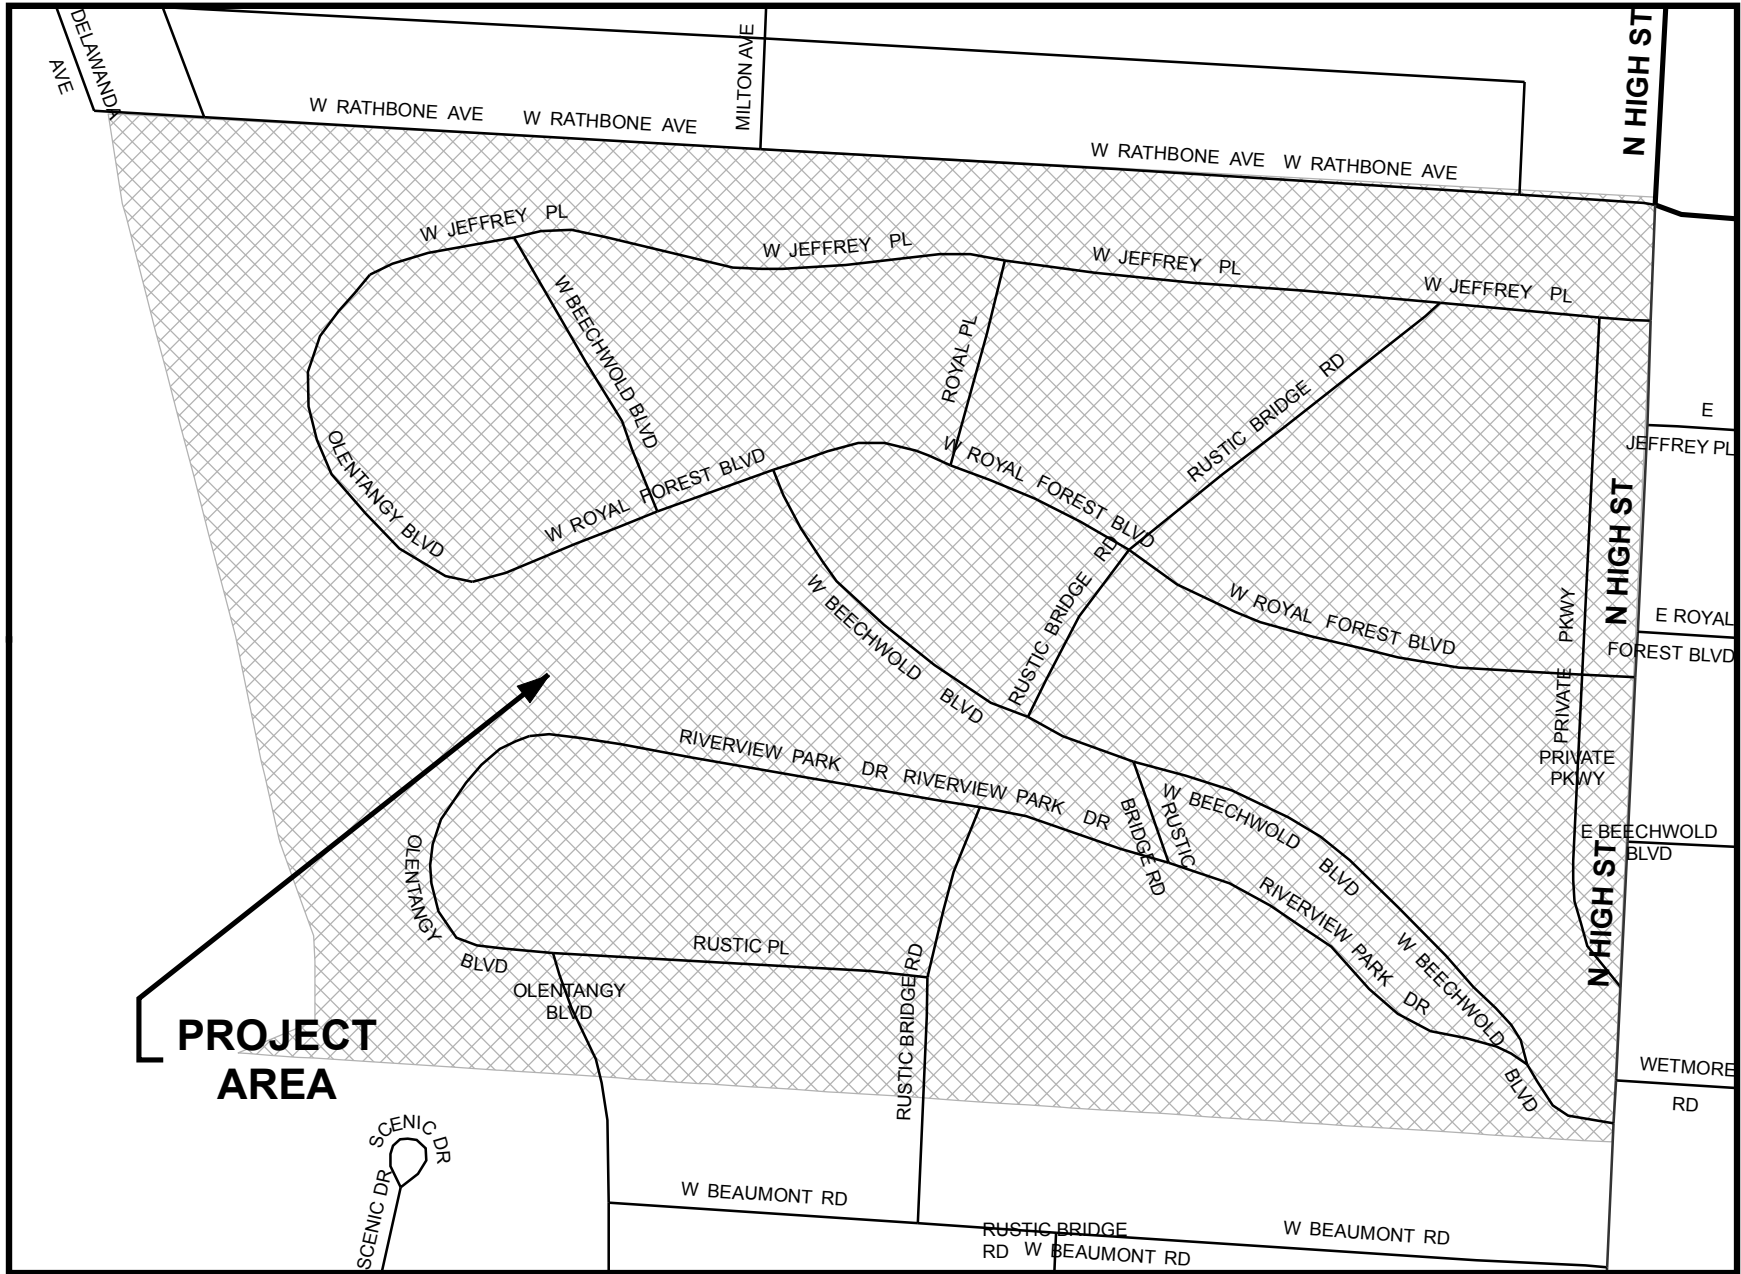 DELAWANDA
AVE
MILTON AVE
N HIGH ST
W RATHBONE AVE
W RATHBONE AVE
W RATHBONE AVE
W RATHBONE AVE
W JEFFREY PL
W JEFFREY PL
W JEFFREY PL
W JEFFREY PL
W BEECHWOLD BLVD
ROYAL PL
RUSTIC BRIDGE RD
E
JEFFREY PL
OLENTANGY BLVD
W ROYAL FOREST BLVD
W ROYAL FOREST BLVD
N HIGH ST
W BEECHWOLD BLVD
RUSTIC BRIDGE RD
W ROYAL FOREST BLVD
PRIVATE PKWY
E ROYAL
FOREST BLVD
RIVERVIEW PARK DR
RIVERVIEW PARK DR
PRIVATE
PKWY
W BEECHWOLD BLVD
RUSTIC
BRIDGE RD
E BEECHWOLD
BLVD
N HIGH ST
OLENTANGY
BLVD
RUSTIC PL
RIVERVIEW PARK DR
W BEECHWOLD
BLVD
OLENTANGY
BLVD
RUSTIC BRIDGE RD
PROJECT
AREA
WETMORE
RD
SCENIC DR
SCENIC DR
W BEAUMONT RD
RUSTIC BRIDGE
RD
W BEAUMONT RD
W BEAUMONT RD